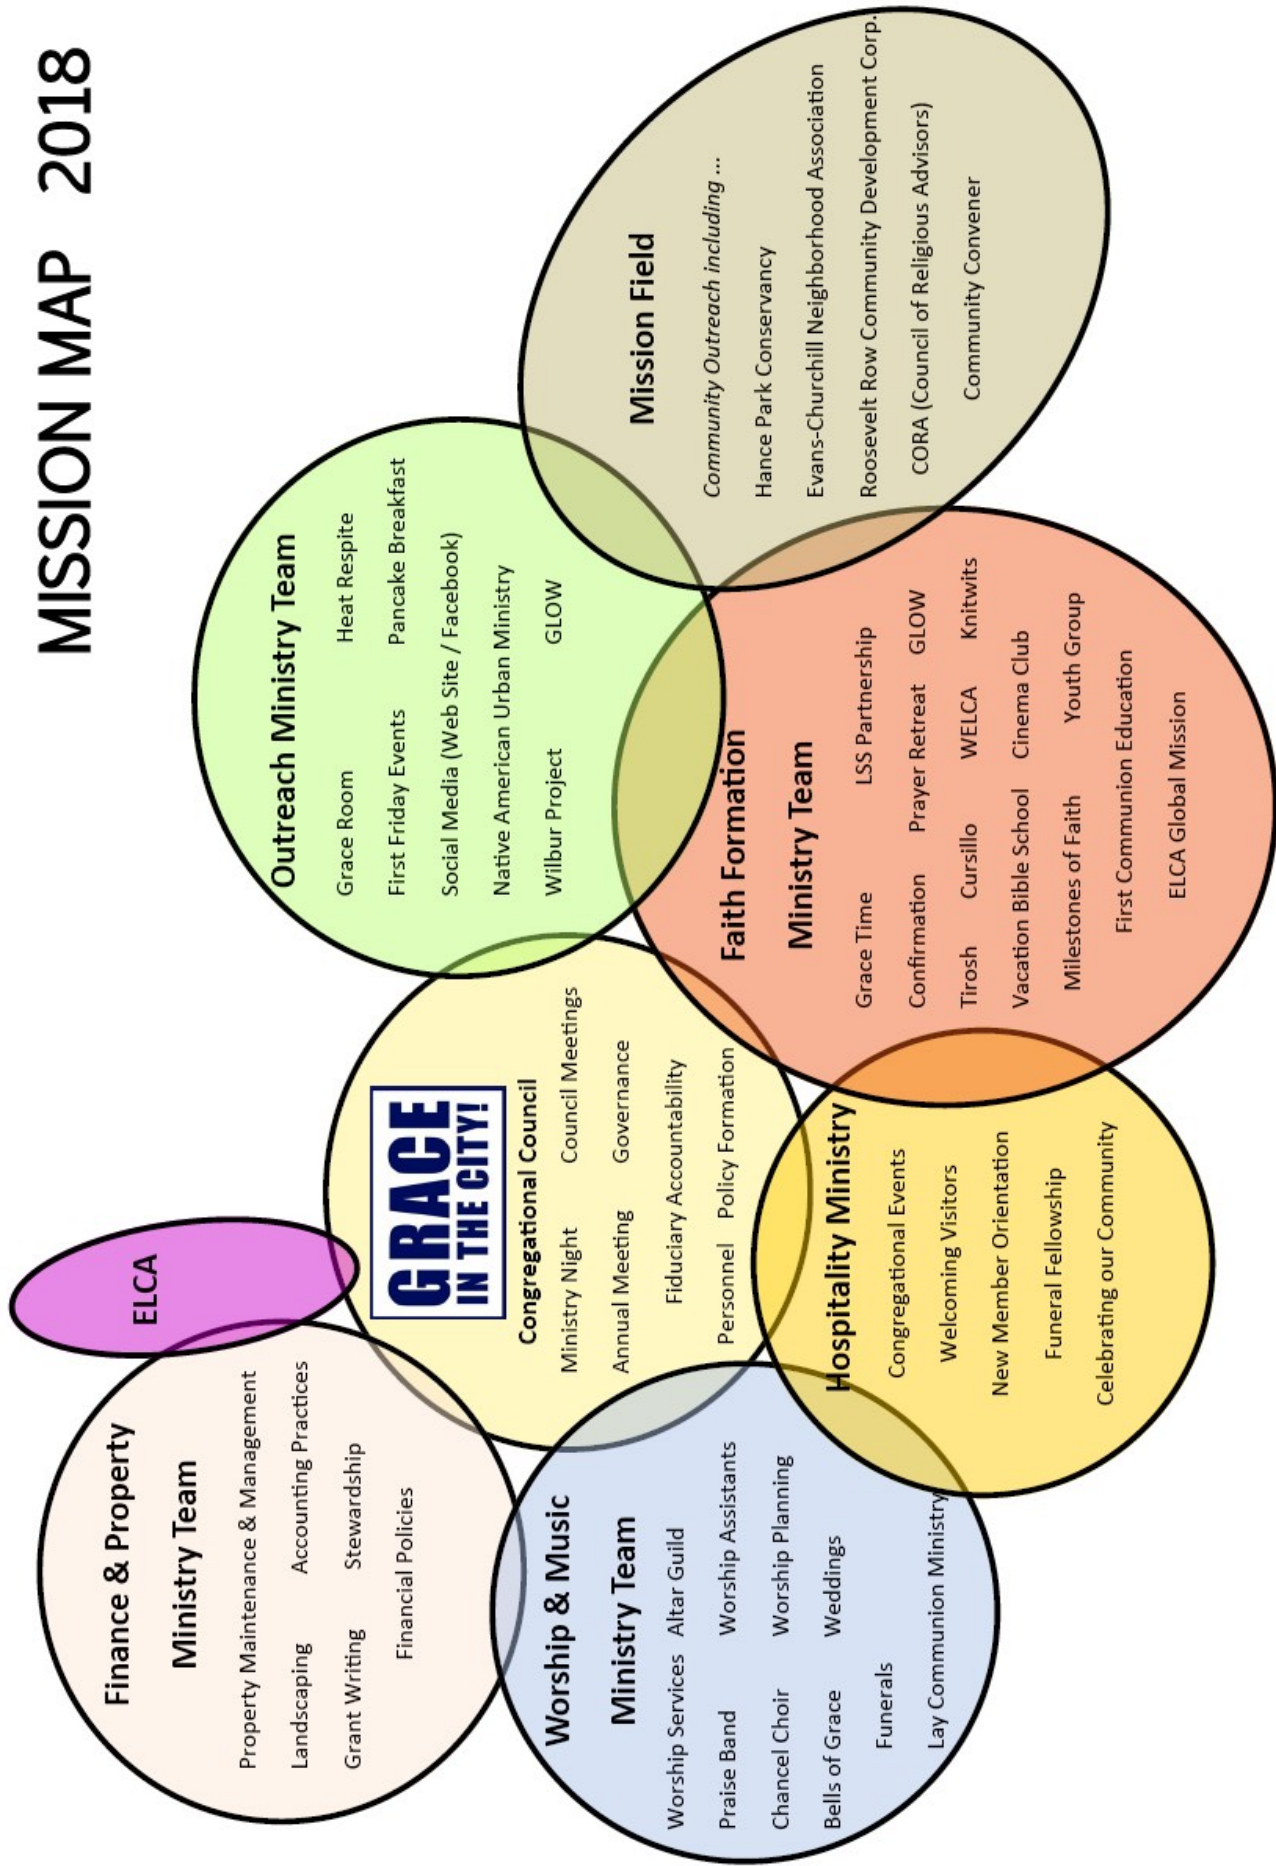 MISSION MAP 2018
ELCA
Finance & Property
Ministry Team
Property Maintenance & Management
Landscaping Accounting Practices
Grant Writing Stewardship
Financial Policies
GRACE
IN THE CITY!
Congregational Council
Ministry Night Council Meetings
Annual Meeting Governance
Fiduciary Accountability
Personnel Policy Formation
Outreach Ministry Team
Grace Room Heat Respite
First Friday Events Pancake Breakfast
Social Media (Web Site / Facebook)
Native American Urban Ministry
Wilbur Project GLOW
Mission Field
Community Outreach including ...
Hance Park Conservancy
Evans-Churchill Neighborhood Association
Roosevelt Row Community Development Corp.
CORA (Council of Religious Advisors)
Community Convener
Worship & Music
Ministry Team
Worship Services Altar Guild
Praise Band Worship Assistants
Chancel Choir Worship Planning
Bells of Grace Weddings
Funerals
Lay Communion Ministry
Hospitality Ministry
Congregational Events
Welcoming Visitors
New Member Orientation
Funeral Fellowship
Celebrating our Community
Faith Formation
Ministry Team
Grace Time LSS Partnership
Confirmation Prayer Retreat GLOW
Tirosh Cursillo WELCA Knitwits
Vacation Bible School Cinema Club
Milestones of Faith Youth Group
First Communion Education
ELCA Global Mission